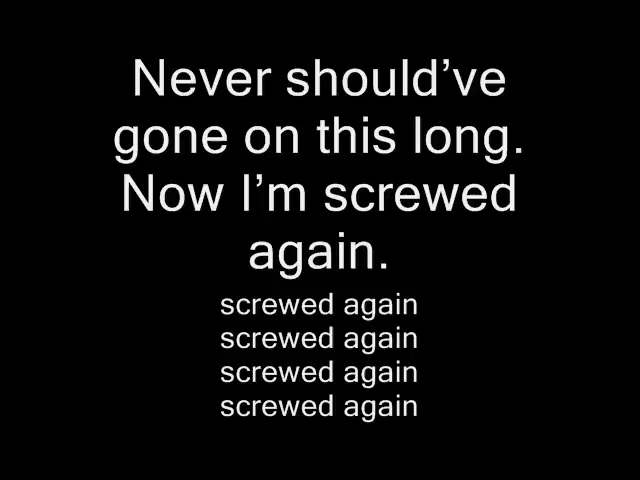 Never should’ve
gone on this long.
Now I’m screwed
again.
screwed again
screwed again
screwed again
screwed again